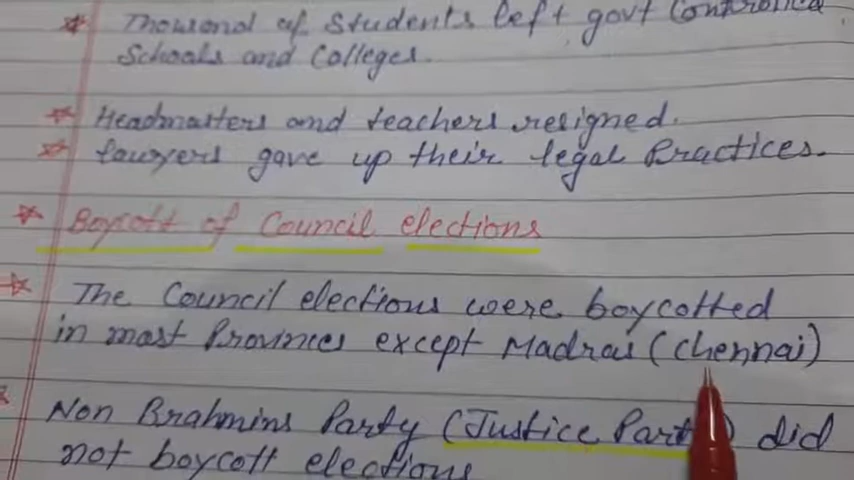 Thousand of Students left govt Controlled
Schools and Colleges.
Headmasters and teachers resigned.
Lawyers gave up their legal Practices.
Boycott of Council elections
The Council elections were boycotted
in most Provinces except Madras (Chennai)
Non Brahmins Party (Justice Party) did
not boycott elections